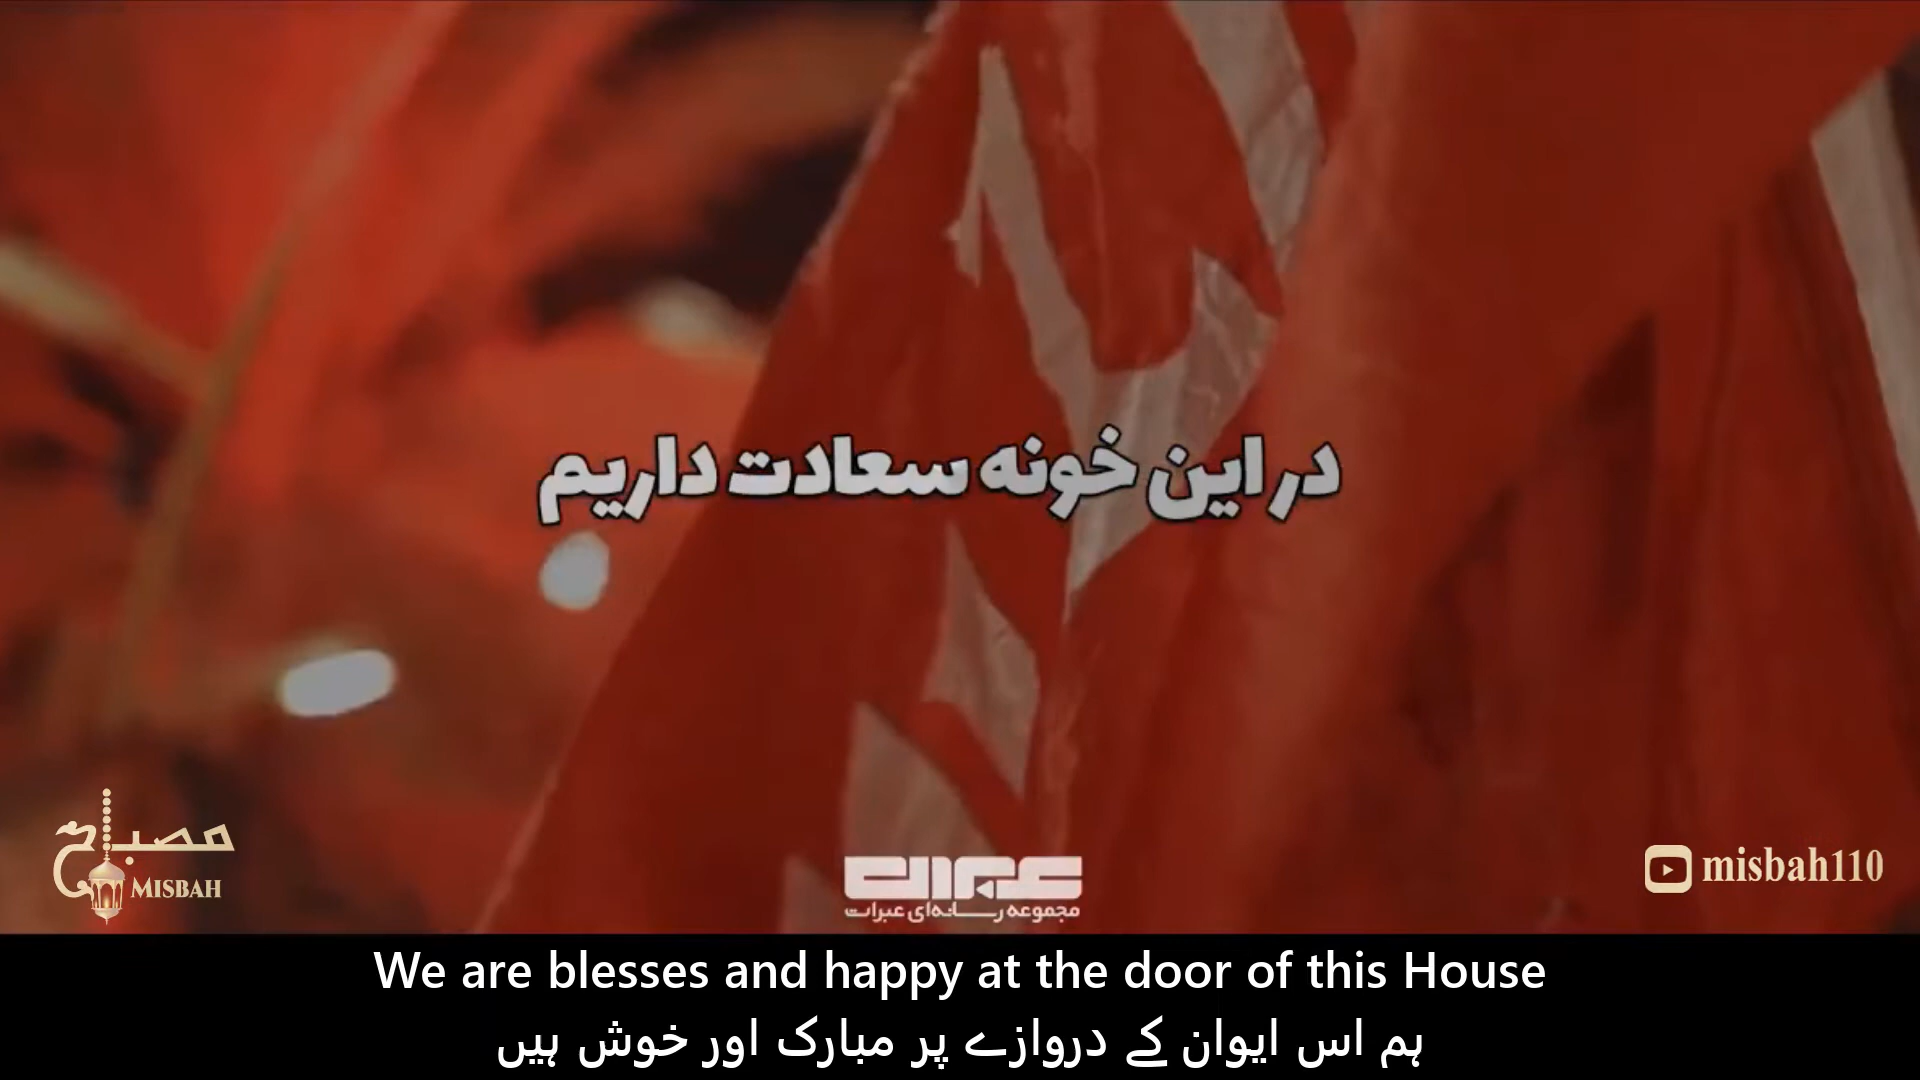 در این خونه سعادت داریم
مصباح
MISBAH
عبرات
مجموعه رسانه‌ای عبرات
misbah110
We are blesses and happy at the door of this House
ہم اس ایوان کے دروازے پر مبارک اور خوش ہیں